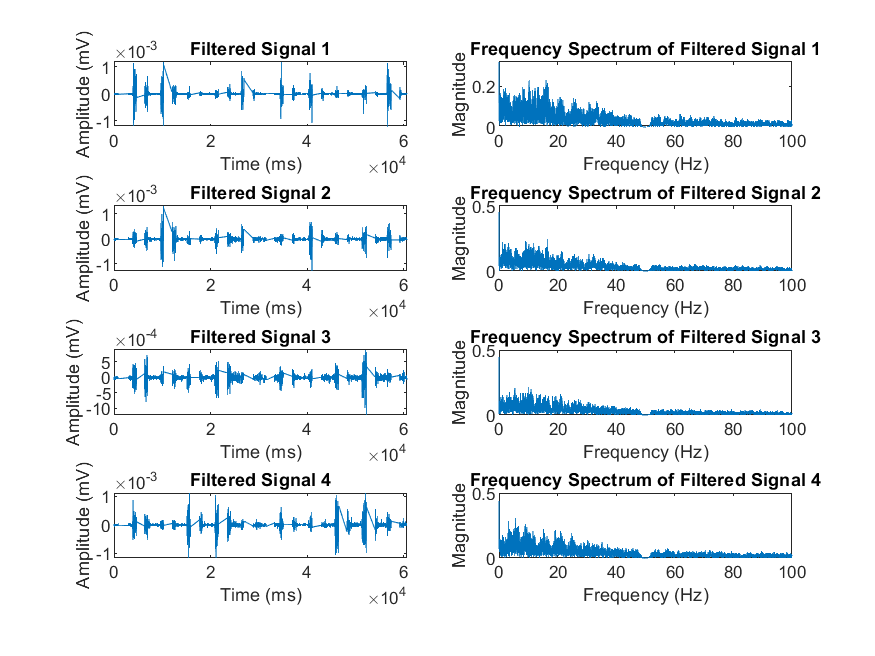 Filtered Signal 1
×10⁻³
Amplitude (mV)
1
0
-1
0 2 4 6
Time (ms)
×10⁴
Frequency Spectrum of Filtered Signal 1
Magnitude
0.2
0
0 20 40 60 80 100
Frequency (Hz)
Filtered Signal 2
×10⁻³
Amplitude (mV)
1
0
-1
0 2 4 6
Time (ms)
×10⁴
Frequency Spectrum of Filtered Signal 2
Magnitude
0.5
0
0 20 40 60 80 100
Frequency (Hz)
Filtered Signal 3
×10⁻⁴
Amplitude (mV)
5
0
-5
-10
0 2 4 6
Time (ms)
×10⁴
Frequency Spectrum of Filtered Signal 3
Magnitude
0.5
0
0 20 40 60 80 100
Frequency (Hz)
Filtered Signal 4
×10⁻³
Amplitude (mV)
1
0
-1
0 2 4 6
Time (ms)
×10⁴
Frequency Spectrum of Filtered Signal 4
Magnitude
0.5
0
0 20 40 60 80 100
Frequency (Hz)